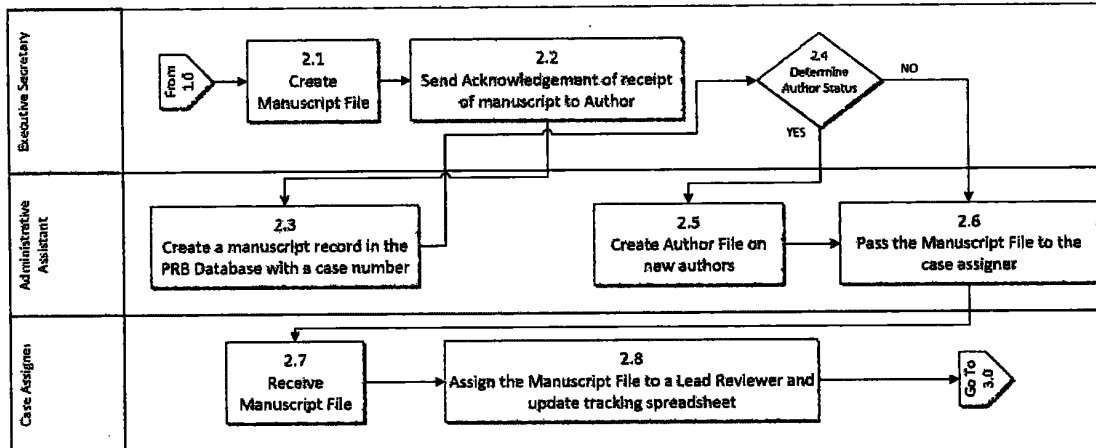 Executive Secretary
From
1.0
2.1
Create
Manuscript File
2.2
Send Acknowledgement of receipt
of manuscript to Author
2.4
Determine
Author Status
NO
YES
Administrative
Assistant
2.3
Create a manuscript record in the
PRB Database with a case number
2.5
Create Author File on
new authors
2.6
Pass the Manuscript File to the
case assigner
Case Assigner
2.7
Receive
Manuscript File
2.8
Assign the Manuscript File to a Lead Reviewer and
update tracking spreadsheet
Go To
3.0